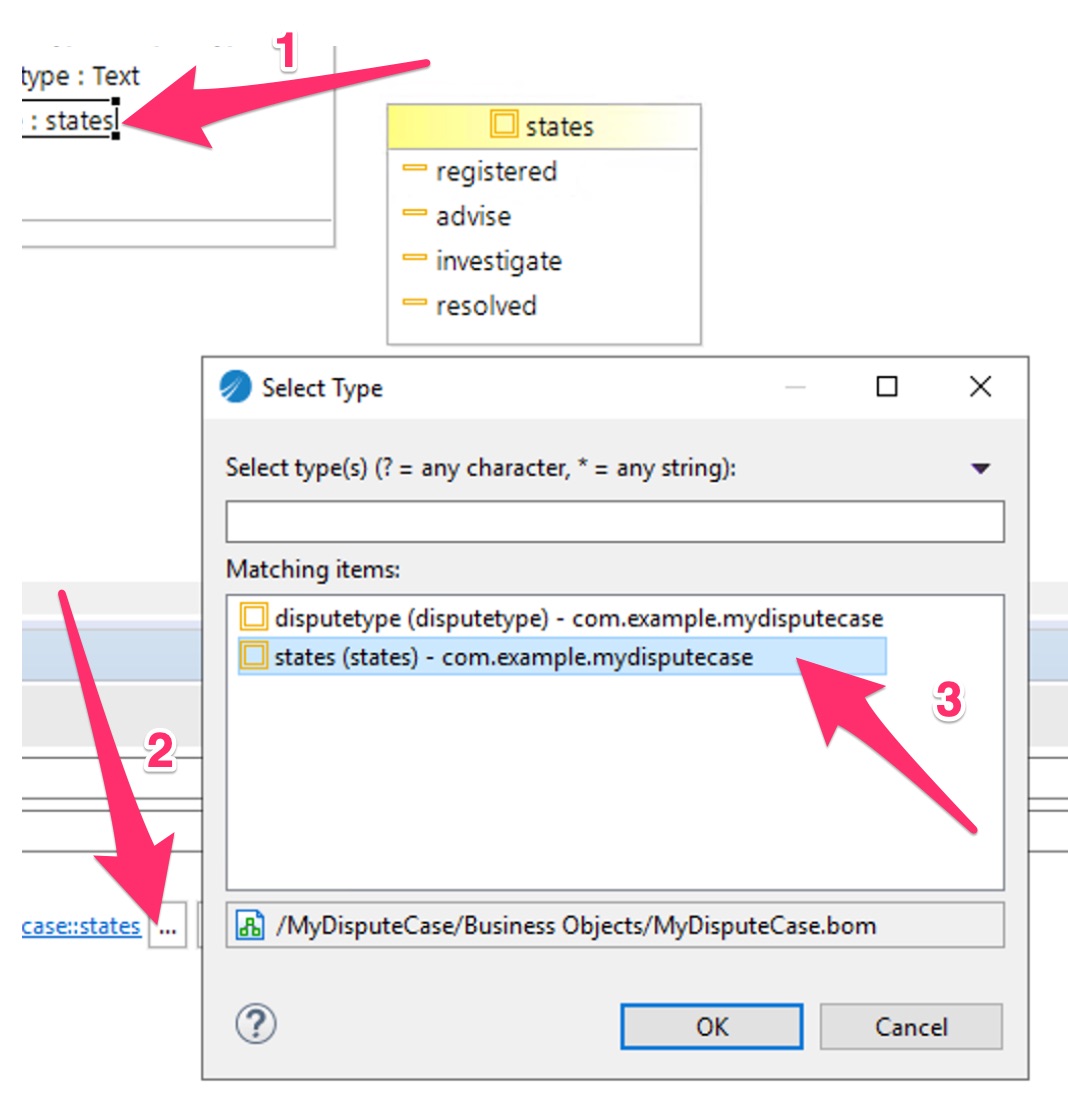 1
type : Text
: states
states
registered
advise
investigate
resolved
Select Type
Select type(s) (? = any character, * = any string):
Matching items:
disputetype (disputetype) - com.example.mydisputecase
states (states) - com.example.mydisputecase
3
2
case::states
...
/MyDisputeCase/Business Objects/MyDisputeCase.bom
?
OK
Cancel